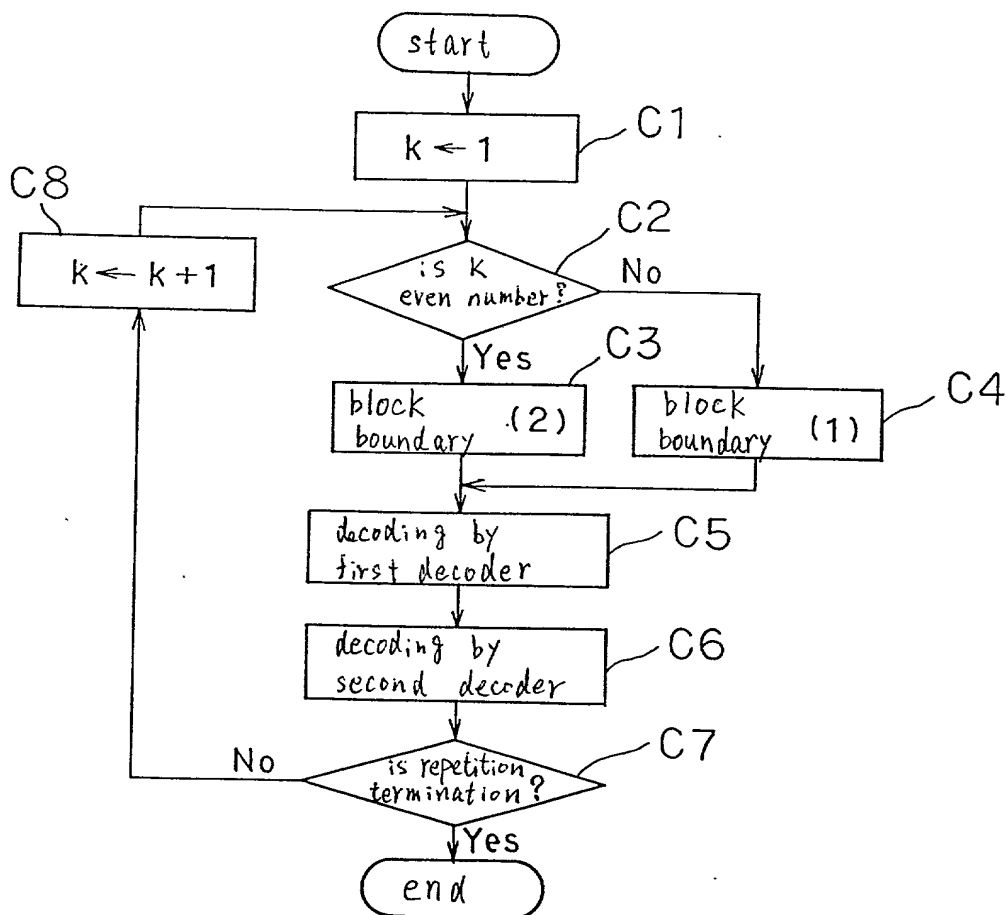 start
k ← 1
C1
C8
k ← k + 1
C2
is K
even number?
No
Yes
C3
block
boundary (2)
C4
block
boundary (1)
decoding by
first decoder
C5
decoding by
second decoder
C6
is repetition
termination?
C7
No
Yes
end